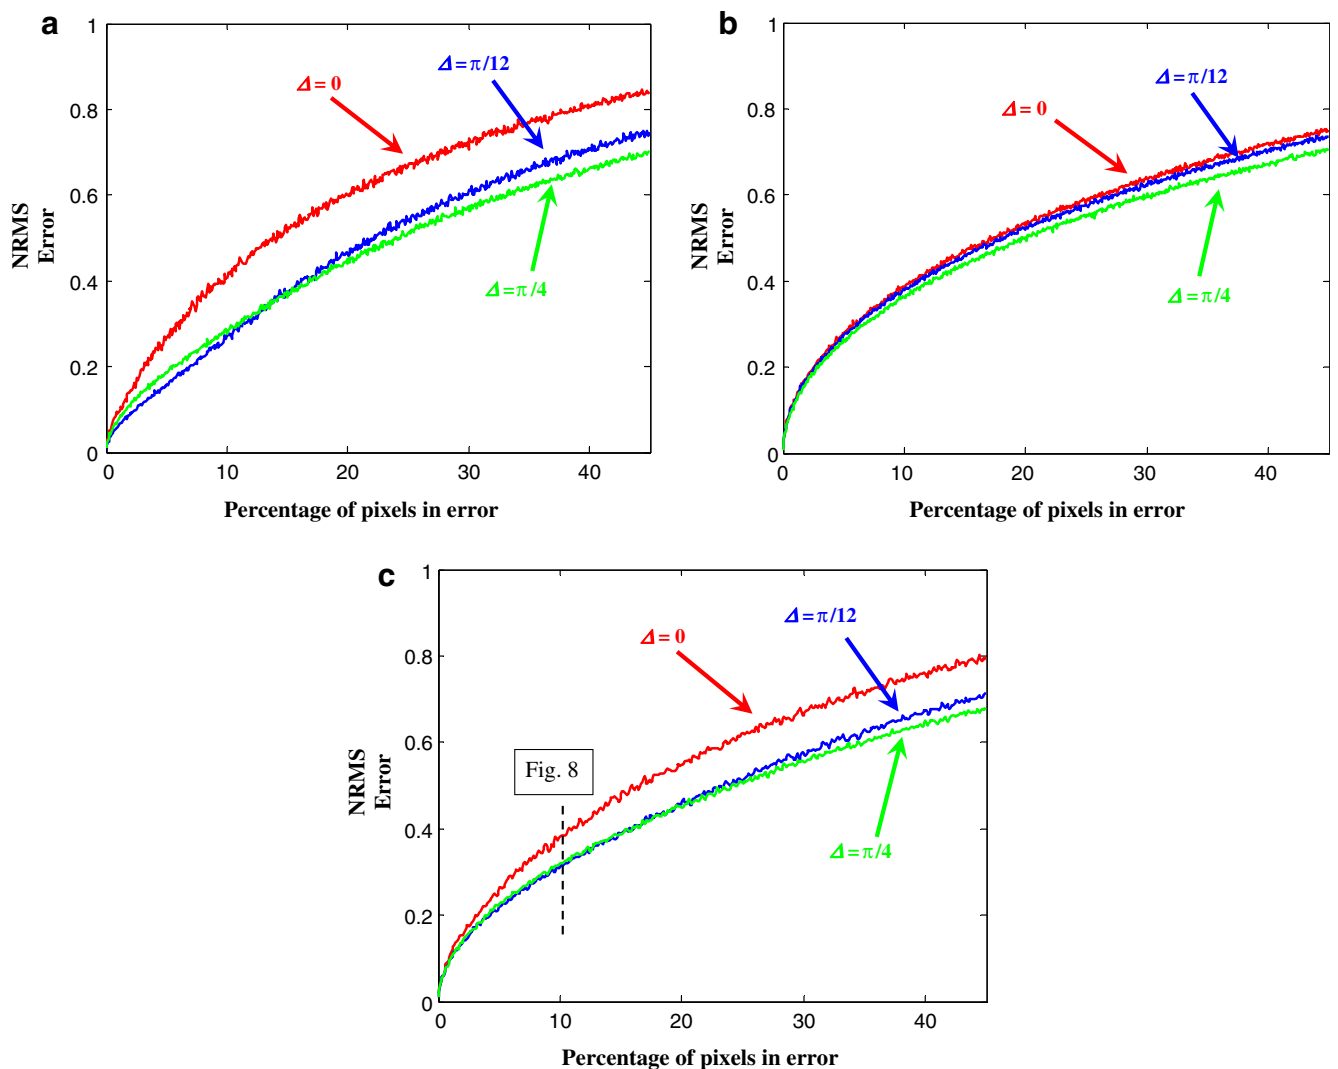 a
1
0.8
0.6
0.4
0.2
0
0
10
20
30
40
NRMS
Error
Percentage of pixels in error
Δ = 0
Δ = π/12
Δ = π/4
b
1
0.8
0.6
0.4
0.2
0
0
10
20
30
40
NRMS
Error
Percentage of pixels in error
Δ = 0
Δ = π/12
Δ = π/4
c
1
0.8
0.6
0.4
0.2
0
0
10
20
30
40
NRMS
Error
Percentage of pixels in error
Δ = 0
Δ = π/12
Δ = π/4
Fig. 8